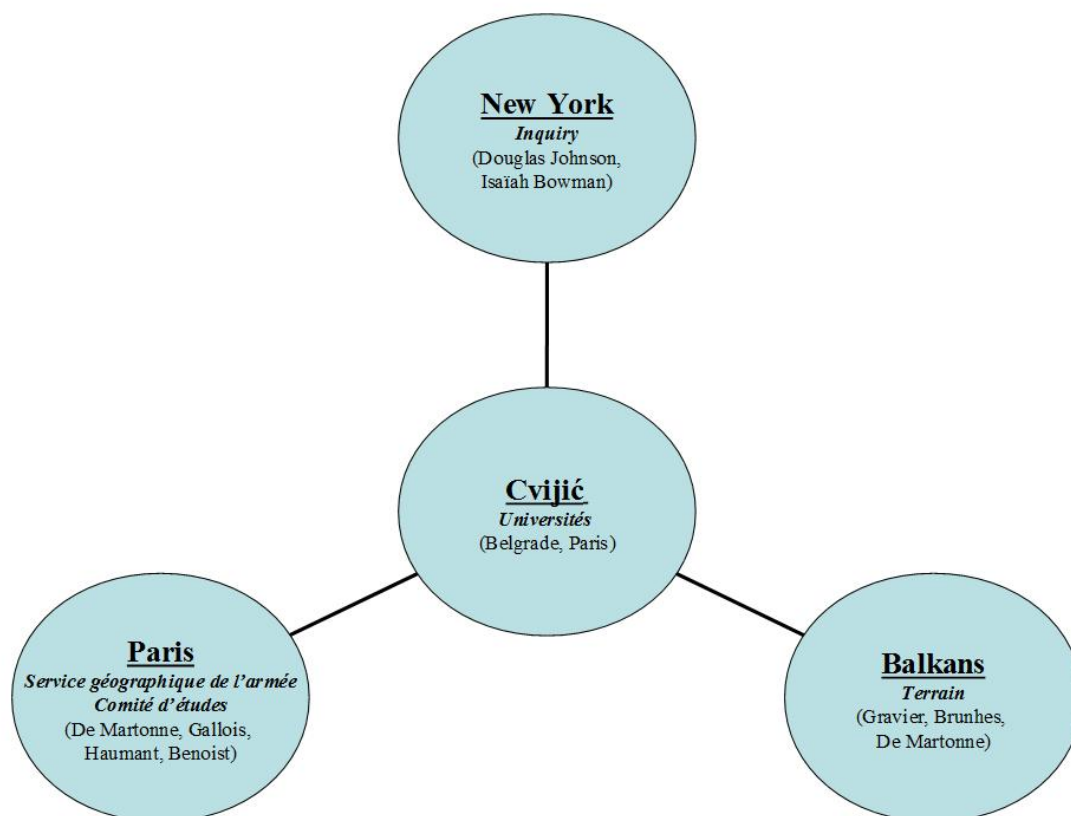 New York
Inquiry
(Douglas Johnson,
Isaïah Bowman)
Cvijić
Universités
(Belgrade, Paris)
Paris
Service géographique de l’armée
Comité d’études
(De Martonne, Gallois,
Haumant, Benoist)
Balkans
Terrain
(Gravier, Brunhes,
De Martonne)